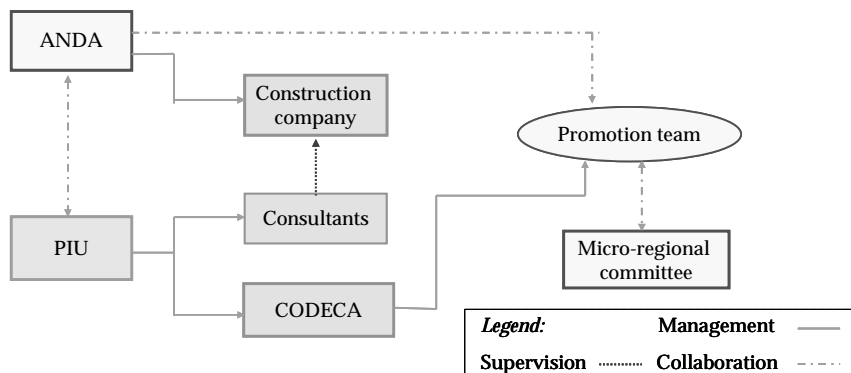 ANDA
Construction
company
Promotion team
Consultants
PIU
Micro-regional
committee
CODECA
Legend: Management
Supervision Collaboration